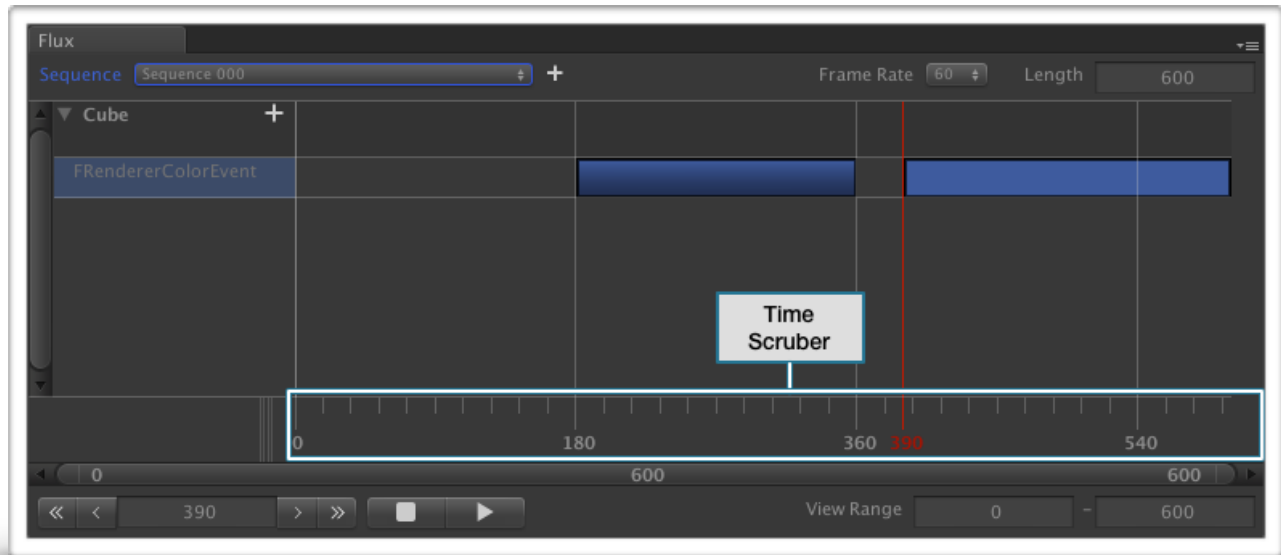 Flux
Sequence Sequence 000 + Frame Rate 60 Length 600
Cube +
FRendererColorEvent
Time
Scruber
0 180 360 390 540
0 600 600
390 View Range 0 - 600